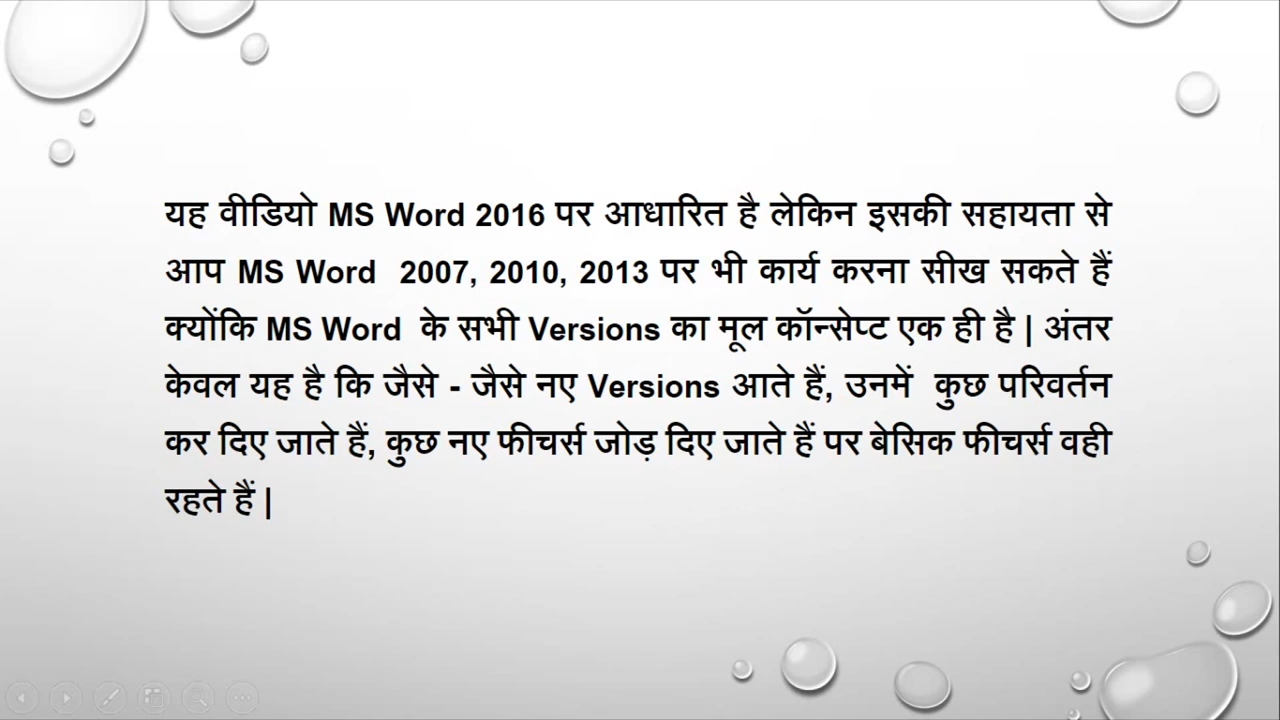 यह वीडियो MS Word 2016 पर आधारित है लेकिन इसकी सहायता से
आप MS Word 2007, 2010, 2013 पर भी कार्य करना सीख सकते हैं
क्योंकि MS Word के सभी Versions का मूल कॉन्सेप्ट एक ही है | अंतर
केवल यह है कि जैसे - जैसे नए Versions आते हैं, उनमें कुछ परिवर्तन
कर दिए जाते हैं, कुछ नए फीचर्स जोड़ दिए जाते हैं पर बेसिक फीचर्स वही
रहते हैं |